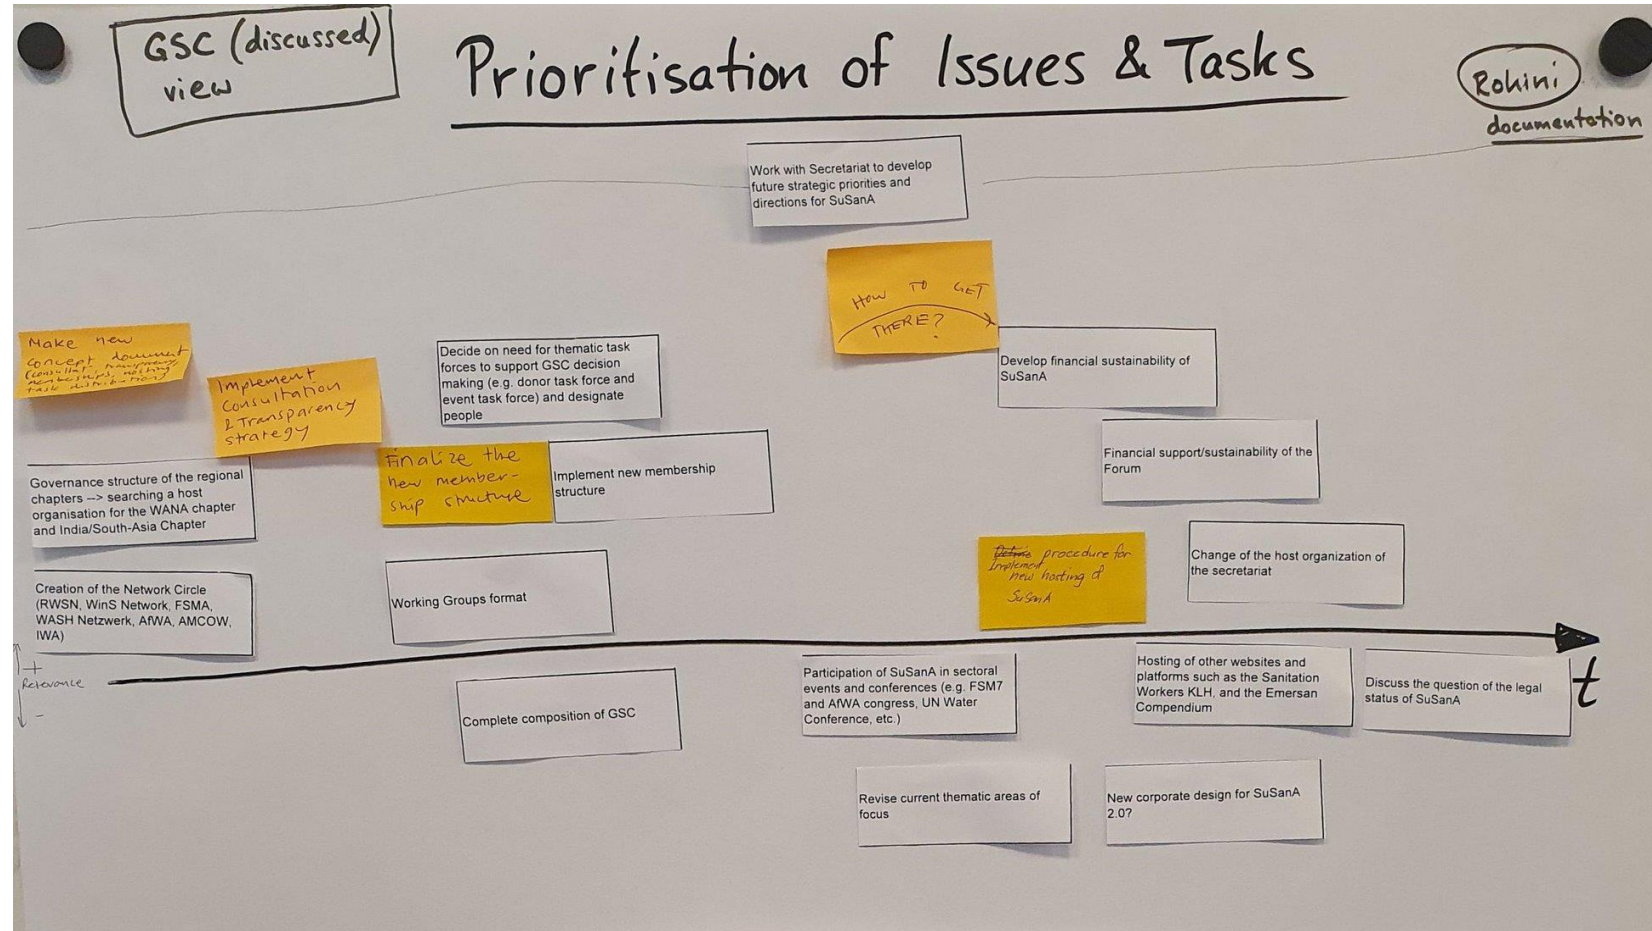 GSC (discussed)
view
Prioritisation of Issues & Tasks
Rohini
documentation
Work with Secretariat to develop
future strategic priorities and
directions for SuSanA
HOW TO GET
THERE?
Make new
concept document
memberships, hosting,
task distribution)
Implement
Consultation
& Transparency
strategy
Decide on need for thematic task
forces to support GSC decision
making (e.g. donor task force and
event task force) and designate
people
Develop financial sustainability of
SuSanA
Governance structure of the regional
chapters --> searching a host
organisation for the WANA chapter
and India/South-Asia Chapter
Finalize the
new member-
ship structure
Implement new membership
structure
Financial support/sustainability of the
Forum
Creation of the Network Circle
(RWSN, WinS Network, FSMA,
WASH Netzwerk, AfWA, AMCOW,
IWA)
Working Groups format
procedure for
Implement
new hosting of
SuSanA
Change of the host organization of
the secretariat
+
Relevance
-
t
Complete composition of GSC
Participation of SuSanA in sectoral
events and conferences (e.g. FSM7
and AfWA congress, UN Water
Conference, etc.)
Hosting of other websites and
platforms such as the Sanitation
Workers KLH, and the Emersan
Compendium
Discuss the question of the legal
status of SuSanA
Revise current thematic areas of
focus
New corporate design for SuSanA
2.0?